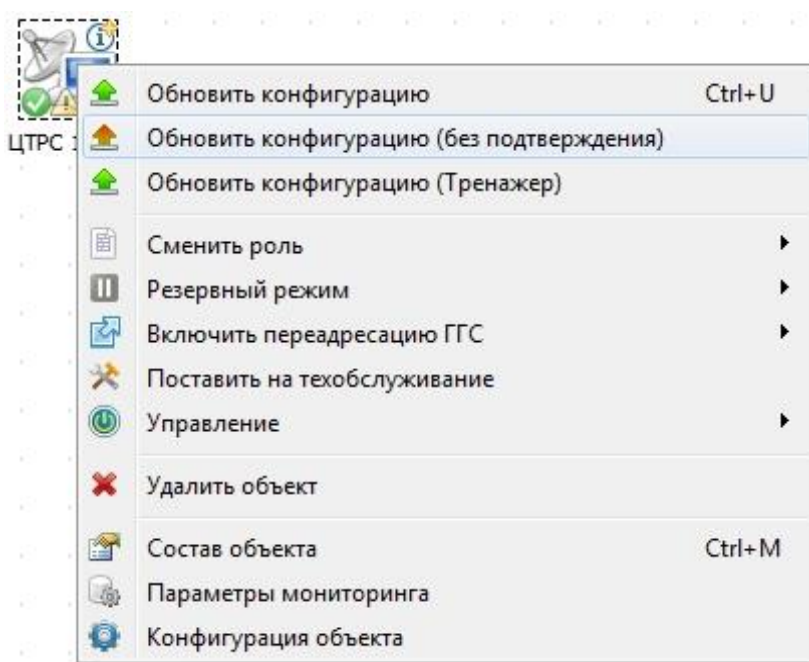 Обновить конфигурацию Ctrl+U
ЦТРС Обновить конфигурацию (без подтверждения)
Обновить конфигурацию (Тренажер)
Сменить роль
Резервный режим
Включить переадресацию ГГС
Поставить на техобслуживание
Управление
Удалить объект
Состав объекта Ctrl+M
Параметры мониторинга
Конфигурация объекта